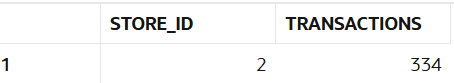 STORE_ID TRANSACTIONS
1 2 334